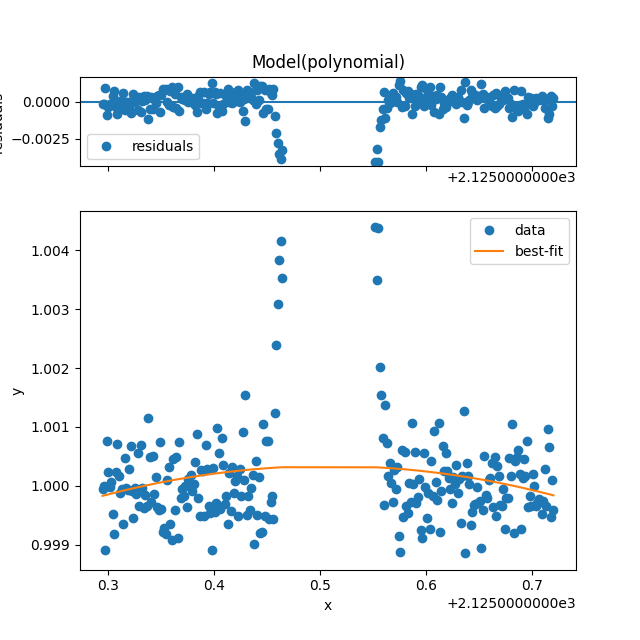 Model(polynomial)
0.0000
−0.0025
residuals
+2.1250000000e3
1.004
1.003
1.002
1.001
1.000
0.999
y
data
best-fit
0.3
0.4
0.5
0.6
0.7
x
+2.1250000000e3